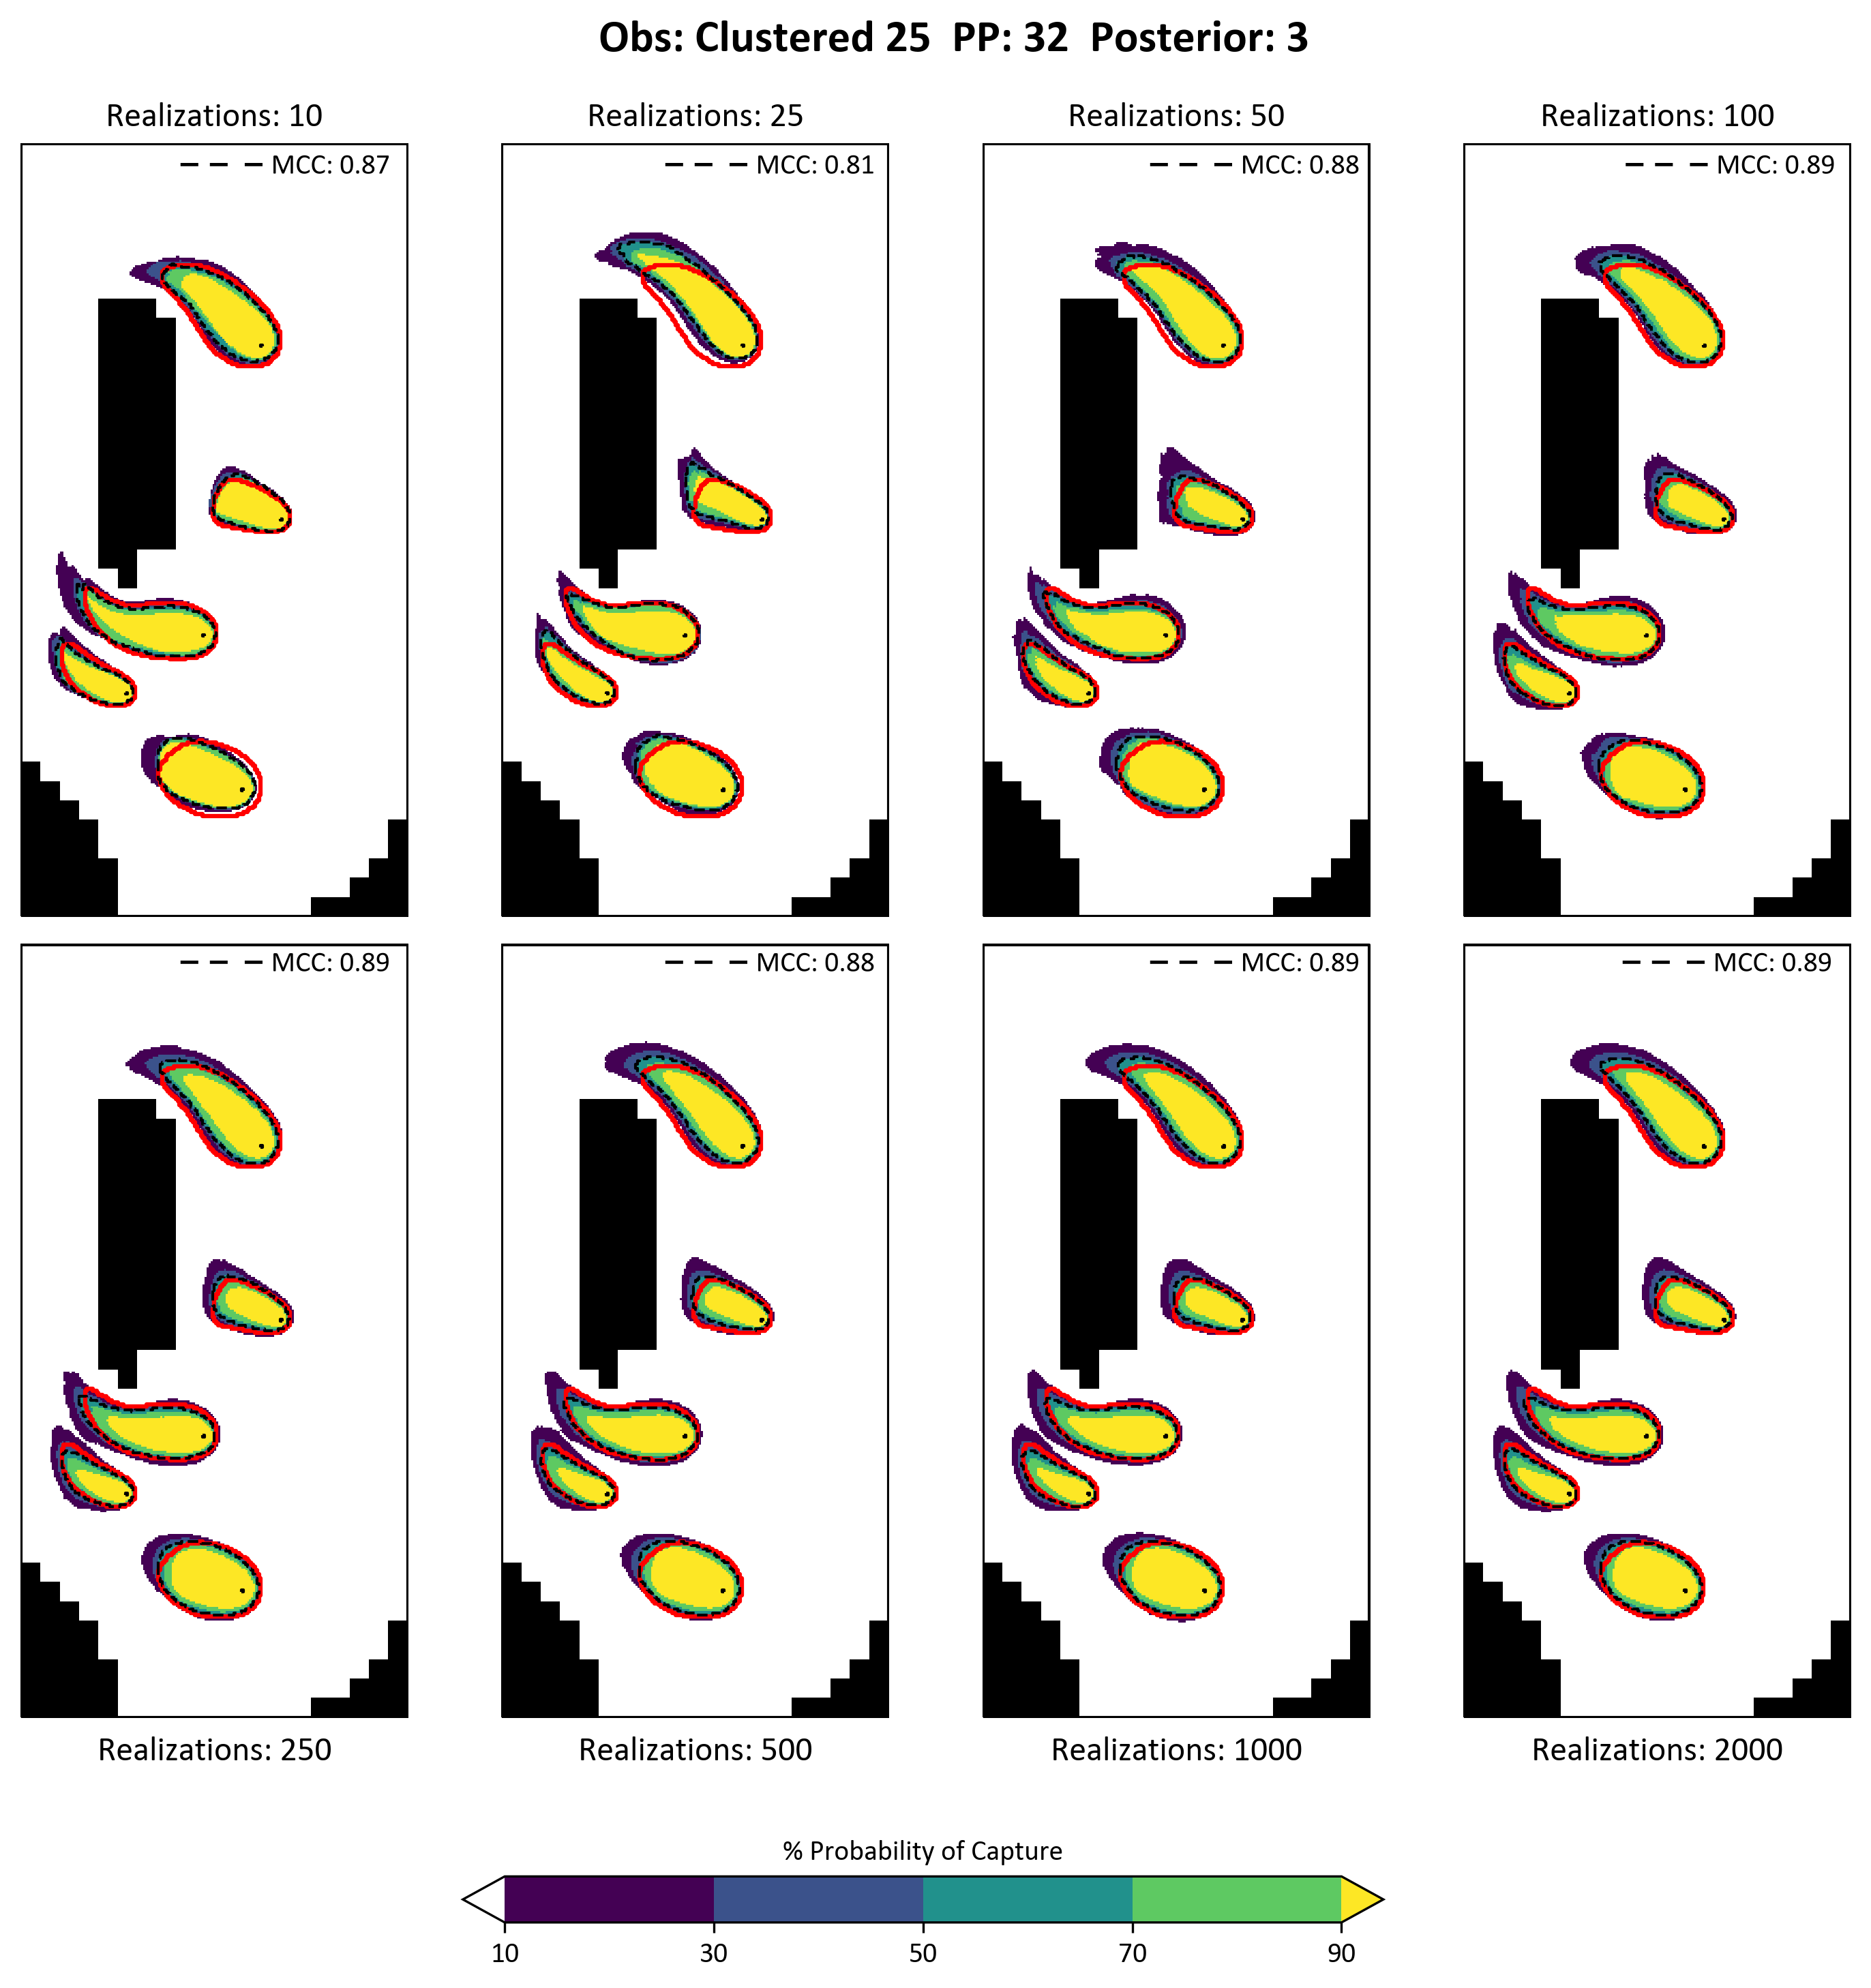 Obs: Clustered 25  PP: 32  Posterior: 3
Realizations: 10
Realizations: 25
Realizations: 50
Realizations: 100
MCC: 0.87
MCC: 0.81
MCC: 0.88
MCC: 0.89
MCC: 0.89
MCC: 0.88
MCC: 0.89
MCC: 0.89
Realizations: 250
Realizations: 500
Realizations: 1000
Realizations: 2000
% Probability of Capture
10 30 50 70 90